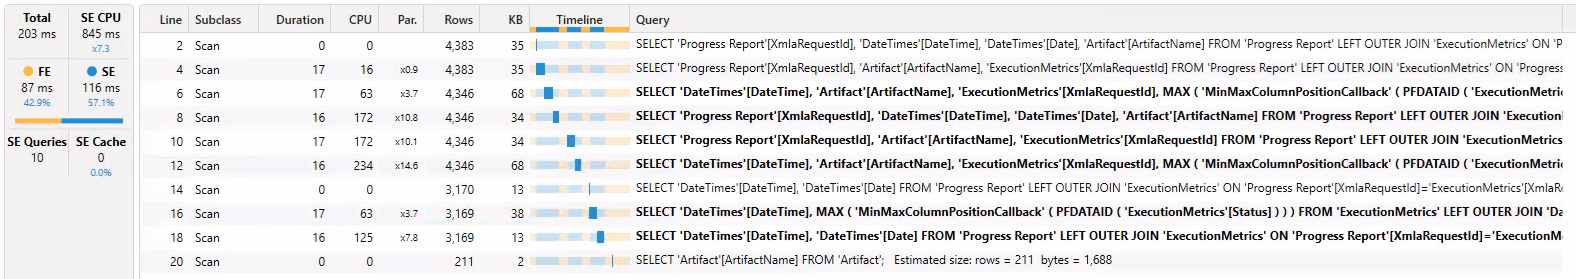 Total SE CPU
203 ms 845 ms
x7.3
FE SE
87 ms 116 ms
42.9% 57.1%
SE Queries SE Cache
10 0
0.0%
Line Subclass Duration CPU Par. Rows KB Timeline Query
2 Scan 0 0 4,383 35 SELECT 'Progress Report'[XmlaRequestId], 'DateTimes'[DateTime], 'DateTimes'[Date], 'Artifact'[ArtifactName] FROM 'Progress Report' LEFT OUTER JOIN 'ExecutionMetrics' ON 'P
4 Scan 17 16 x0.9 4,383 35 SELECT 'Progress Report'[XmlaRequestId], 'Artifact'[ArtifactName], 'ExecutionMetrics'[XmlaRequestId] FROM 'Progress Report' LEFT OUTER JOIN 'ExecutionMetrics' ON 'Progress
6 Scan 17 63 x3.7 4,346 68 SELECT 'DateTimes'[DateTime], 'Artifact'[ArtifactName], 'ExecutionMetrics'[XmlaRequestId], MAX ( 'MinMaxColumnPositionCallback' ( PFDATAID ( 'ExecutionMetric
8 Scan 16 172 x10.8 4,346 34 SELECT 'Progress Report'[XmlaRequestId], 'DateTimes'[DateTime], 'DateTimes'[Date], 'Artifact'[ArtifactName] FROM 'Progress Report' LEFT OUTER JOIN 'Execution
10 Scan 17 172 x10.1 4,346 34 SELECT 'Progress Report'[XmlaRequestId], 'Artifact'[ArtifactName], 'ExecutionMetrics'[XmlaRequestId] FROM 'Progress Report' LEFT OUTER JOIN 'ExecutionMetrics
12 Scan 16 234 x14.6 4,346 68 SELECT 'DateTimes'[DateTime], 'Artifact'[ArtifactName], 'ExecutionMetrics'[XmlaRequestId], MAX ( 'MinMaxColumnPositionCallback' ( PFDATAID ( 'ExecutionMetric
14 Scan 0 0 3,170 13 SELECT 'DateTimes'[DateTime], 'DateTimes'[Date] FROM 'Progress Report' LEFT OUTER JOIN 'ExecutionMetrics' ON 'Progress Report'[XmlaRequestId]='ExecutionMetrics'[XmlaR
16 Scan 17 63 x3.7 3,169 38 SELECT 'DateTimes'[DateTime], MAX ( 'MinMaxColumnPositionCallback' ( PFDATAID ( 'ExecutionMetrics'[Status] ) ) ) FROM 'ExecutionMetrics' LEFT OUTER JOIN 'Da
18 Scan 16 125 x7.8 3,169 13 SELECT 'DateTimes'[DateTime], 'DateTimes'[Date] FROM 'Progress Report' LEFT OUTER JOIN 'ExecutionMetrics' ON 'Progress Report'[XmlaRequestId]='ExecutionM
20 Scan 0 0 211 2 SELECT 'Artifact'[ArtifactName] FROM 'Artifact'; Estimated size: rows = 211 bytes = 1,688